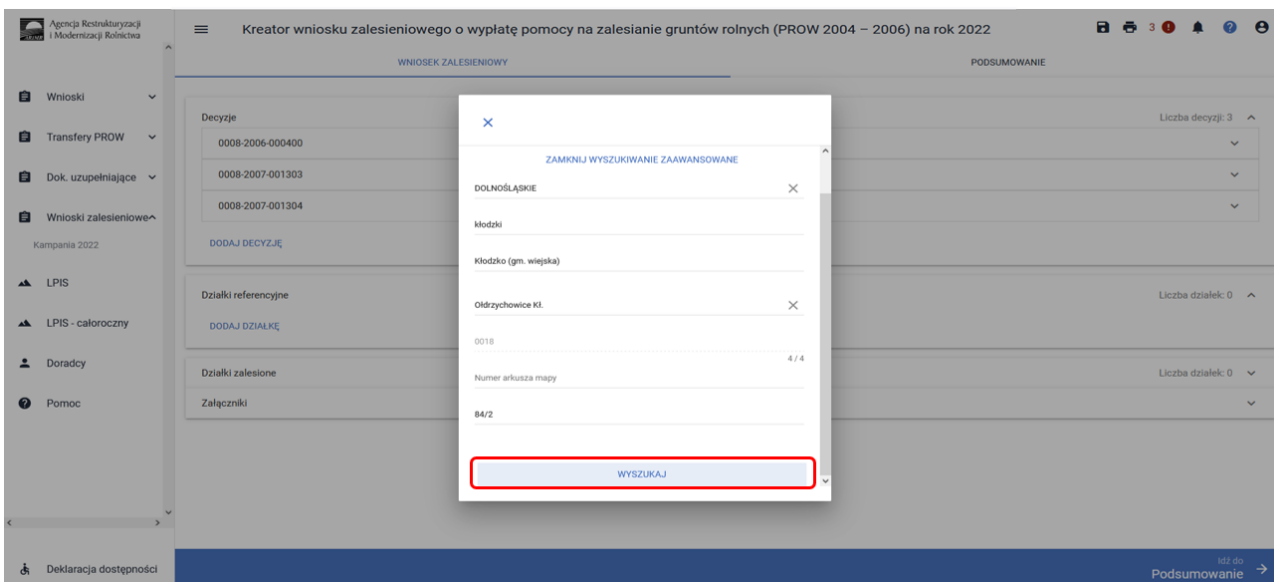 Agencja Restrukturyzacji
i Modernizacji Rolnictwa
Kreator wniosku zalesieniowego o wypłatę pomocy na zalesianie gruntów rolnych (PROW 2004 – 2006) na rok 2022
3
WNIOSEK ZALESIENIOWY
PODSUMOWANIE
Wnioski
Transfery PROW
Dok. uzupełniające
Wnioski zalesieniowe
Kampania 2022
LPIS
LPIS - całoroczny
Doradcy
Pomoc
Deklaracja dostępności
Decyzje
Liczba decyzji: 3
0008-2006-000400
0008-2007-001303
0008-2007-001304
DODAJ DECYZJĘ
Działki referencyjne
Liczba działek: 0
DODAJ DZIAŁKĘ
Działki zalesione
Liczba działek: 0
Załączniki
ZAMKNIJ WYSZUKIWANIE ZAAWANSOWANE
DOLNOŚLĄSKIE
kłodzki
Kłodzko (gm. wiejska)
Ołdrzychowice Kł.
0018
4 / 4
Numer arkusza mapy
84/2
WYSZUKAJ
Idź do
Podsumowanie